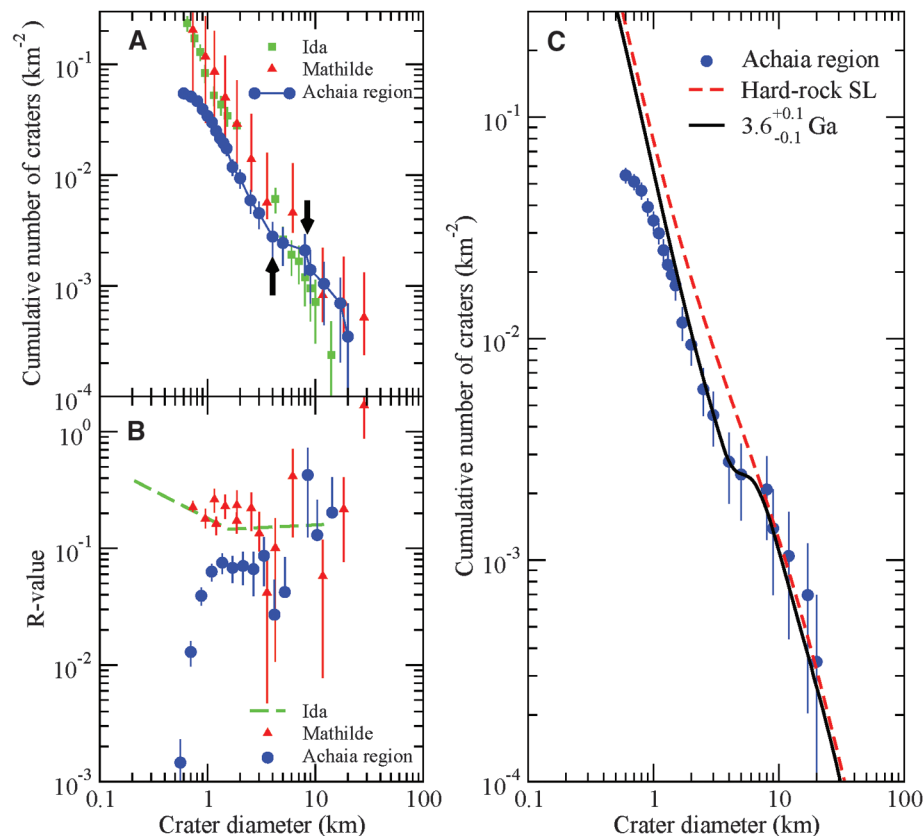 A
Ida
Mathilde
Achaia region
10^-1
10^-2
10^-3
10^-4
Cumulative number of craters (km^-2)
B
10^0
10^-1
10^-2
10^-3
R-value
Ida
Mathilde
Achaia region
0.1 1 10 100
Crater diameter (km)
C
Achaia region
Hard-rock SL
3.6^{+0.1}_{-0.1} Ga
10^-1
10^-2
10^-3
10^-4
Cumulative number of craters (km^-2)
0.1 1 10 100
Crater diameter (km)